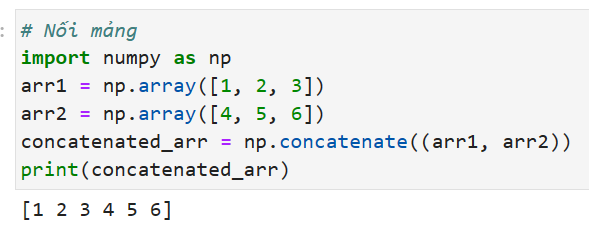 # Nối mảng
import numpy as np
arr1 = np.array([1, 2, 3])
arr2 = np.array([4, 5, 6])
concatenated_arr = np.concatenate((arr1, arr2))
print(concatenated_arr)
[1 2 3 4 5 6]